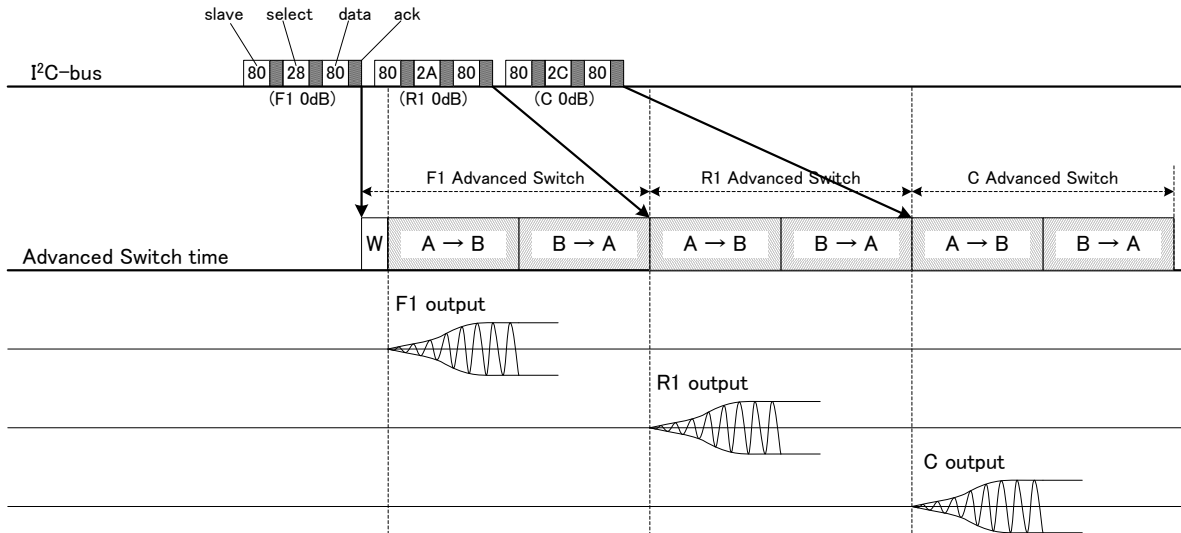 slave select data ack
I²C-bus
80 28 80 80 2A 80 80 2C 80
(F1 0dB) (R1 0dB) (C 0dB)
F1 Advanced Switch R1 Advanced Switch C Advanced Switch
W A → B B → A A → B B → A A → B B → A
Advanced Switch time
F1 output
R1 output
C output